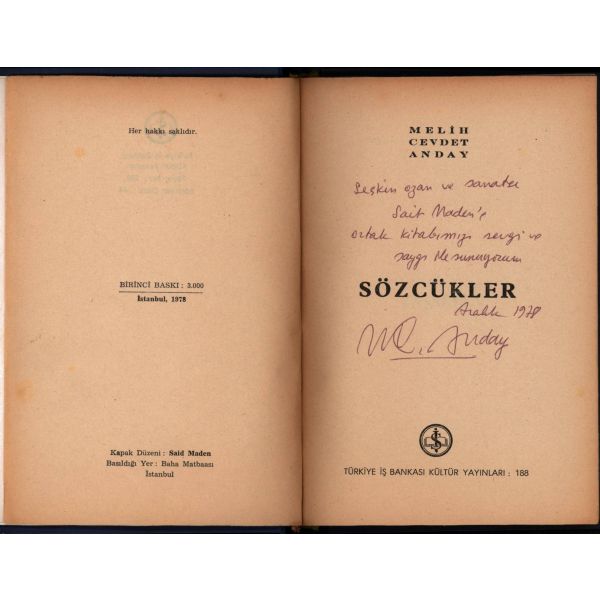 Her hakkı saklıdır.
BİRİNCİ BASKI : 3.000
İstanbul, 1978
Kapak Düzeni : Said Maden
Basıldığı Yer : Baha Matbaası
İstanbul
MELİH
CEVDET
ANDAY
Seçkin ozan ve sanatçı
Sait Maden'e
ortak kitabımızı sevgi ve
saygı ile sunuyorum
SÖZCÜKLER
Aralık 1978
M.C. Anday
TÜRKİYE İŞ BANKASI KÜLTÜR YAYINLARI : 188